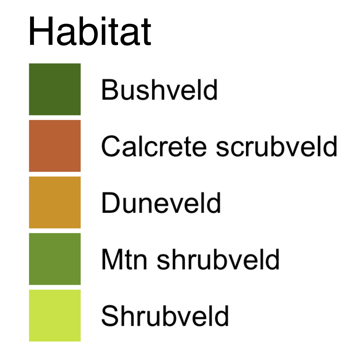 Habitat
Bushveld
Calcrete scrubveld
Duneveld
Mtn shrubveld
Shrubveld